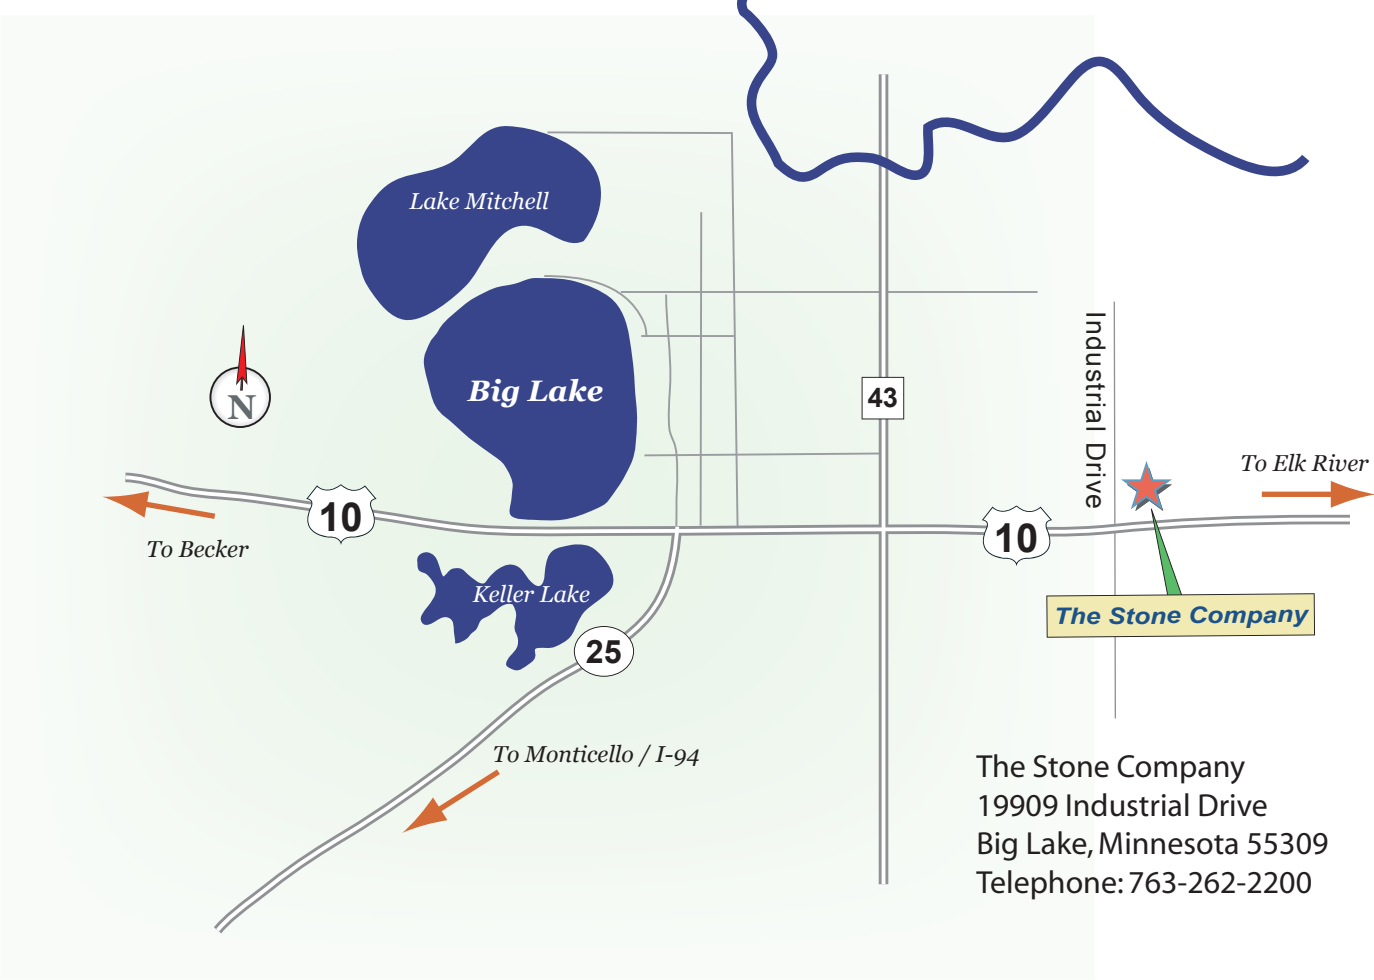 Lake Mitchell
Big Lake
N
43
Industrial Drive
To Elk River
10
10
To Becker
Keller Lake
The Stone Company
25
To Monticello / I-94
The Stone Company
19909 Industrial Drive
Big Lake, Minnesota 55309
Telephone: 763-262-2200